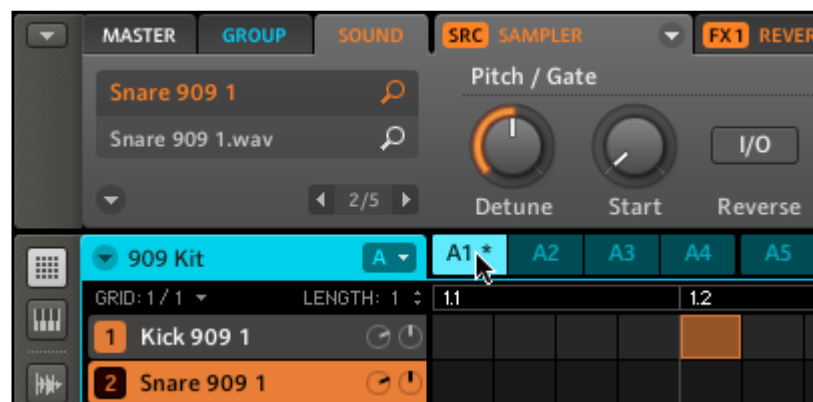 MASTER GROUP SOUND SRC SAMPLER FX1 REVER
Pitch / Gate
Snare 909 1
Snare 909 1.wav
I/O
2/5
Detune Start Reverse
909 Kit A A1 * A2 A3 A4 A5
GRID: 1 / 1 LENGTH: 1 1.1 1.2
1 Kick 909 1
2 Snare 909 1